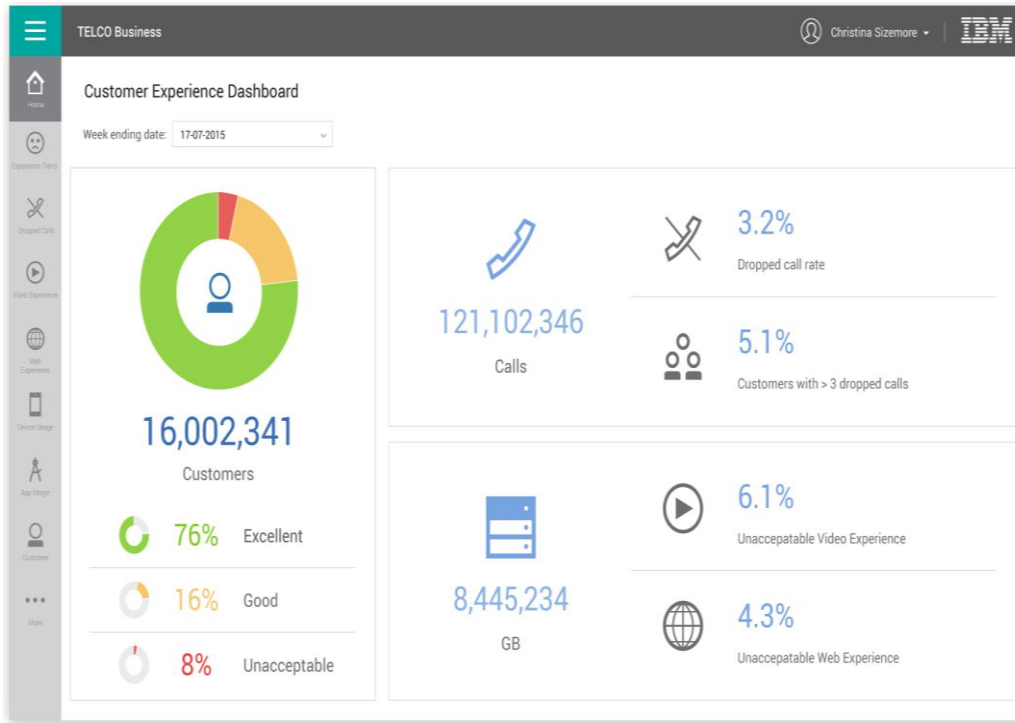 TELCO Business
Christina Sizemore
IBM
Home
Customer Experience Dashboard
Week ending date: 17-07-2015
Experience Trend
Dropped Calls
Video Experience
Web
Experience
Device Usage
App Usage
Customer
More
16,002,341
Customers
76% Excellent
16% Good
8% Unacceptable
121,102,346
Calls
3.2%
Dropped call rate
5.1%
Customers with > 3 dropped calls
8,445,234
GB
6.1%
Unaccepatable Video Experience
4.3%
Unaccepatable Web Experience